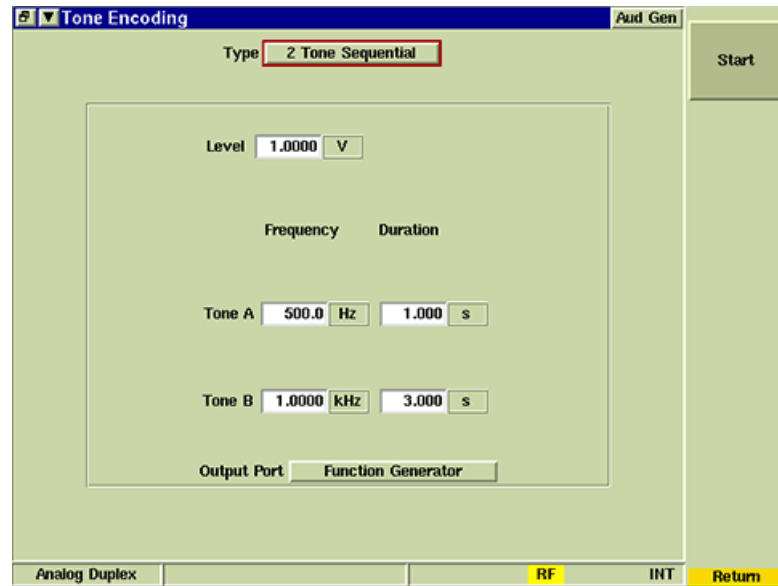 Tone Encoding Aud Gen
Type 2 Tone Sequential
Start
Level 1.0000 V
Frequency Duration
Tone A 500.0 Hz 1.000 s
Tone B 1.0000 kHz 3.000 s
Output Port Function Generator
Analog Duplex RF INT Return